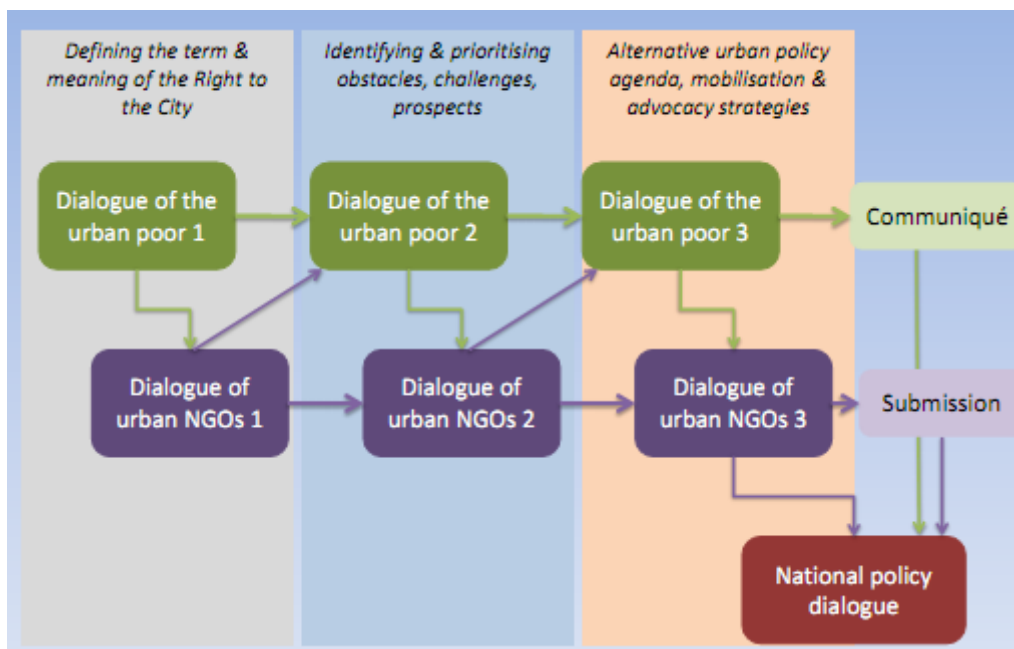 Defining the term &
meaning of the Right to
the City
Identifying & prioritising
obstacles, challenges,
prospects
Alternative urban policy
agenda, mobilisation &
advocacy strategies
Dialogue of the
urban poor 1
Dialogue of the
urban poor 2
Dialogue of the
urban poor 3
Communiqué
Dialogue of
urban NGOs 1
Dialogue of
urban NGOs 2
Dialogue of
urban NGOs 3
Submission
National policy
dialogue